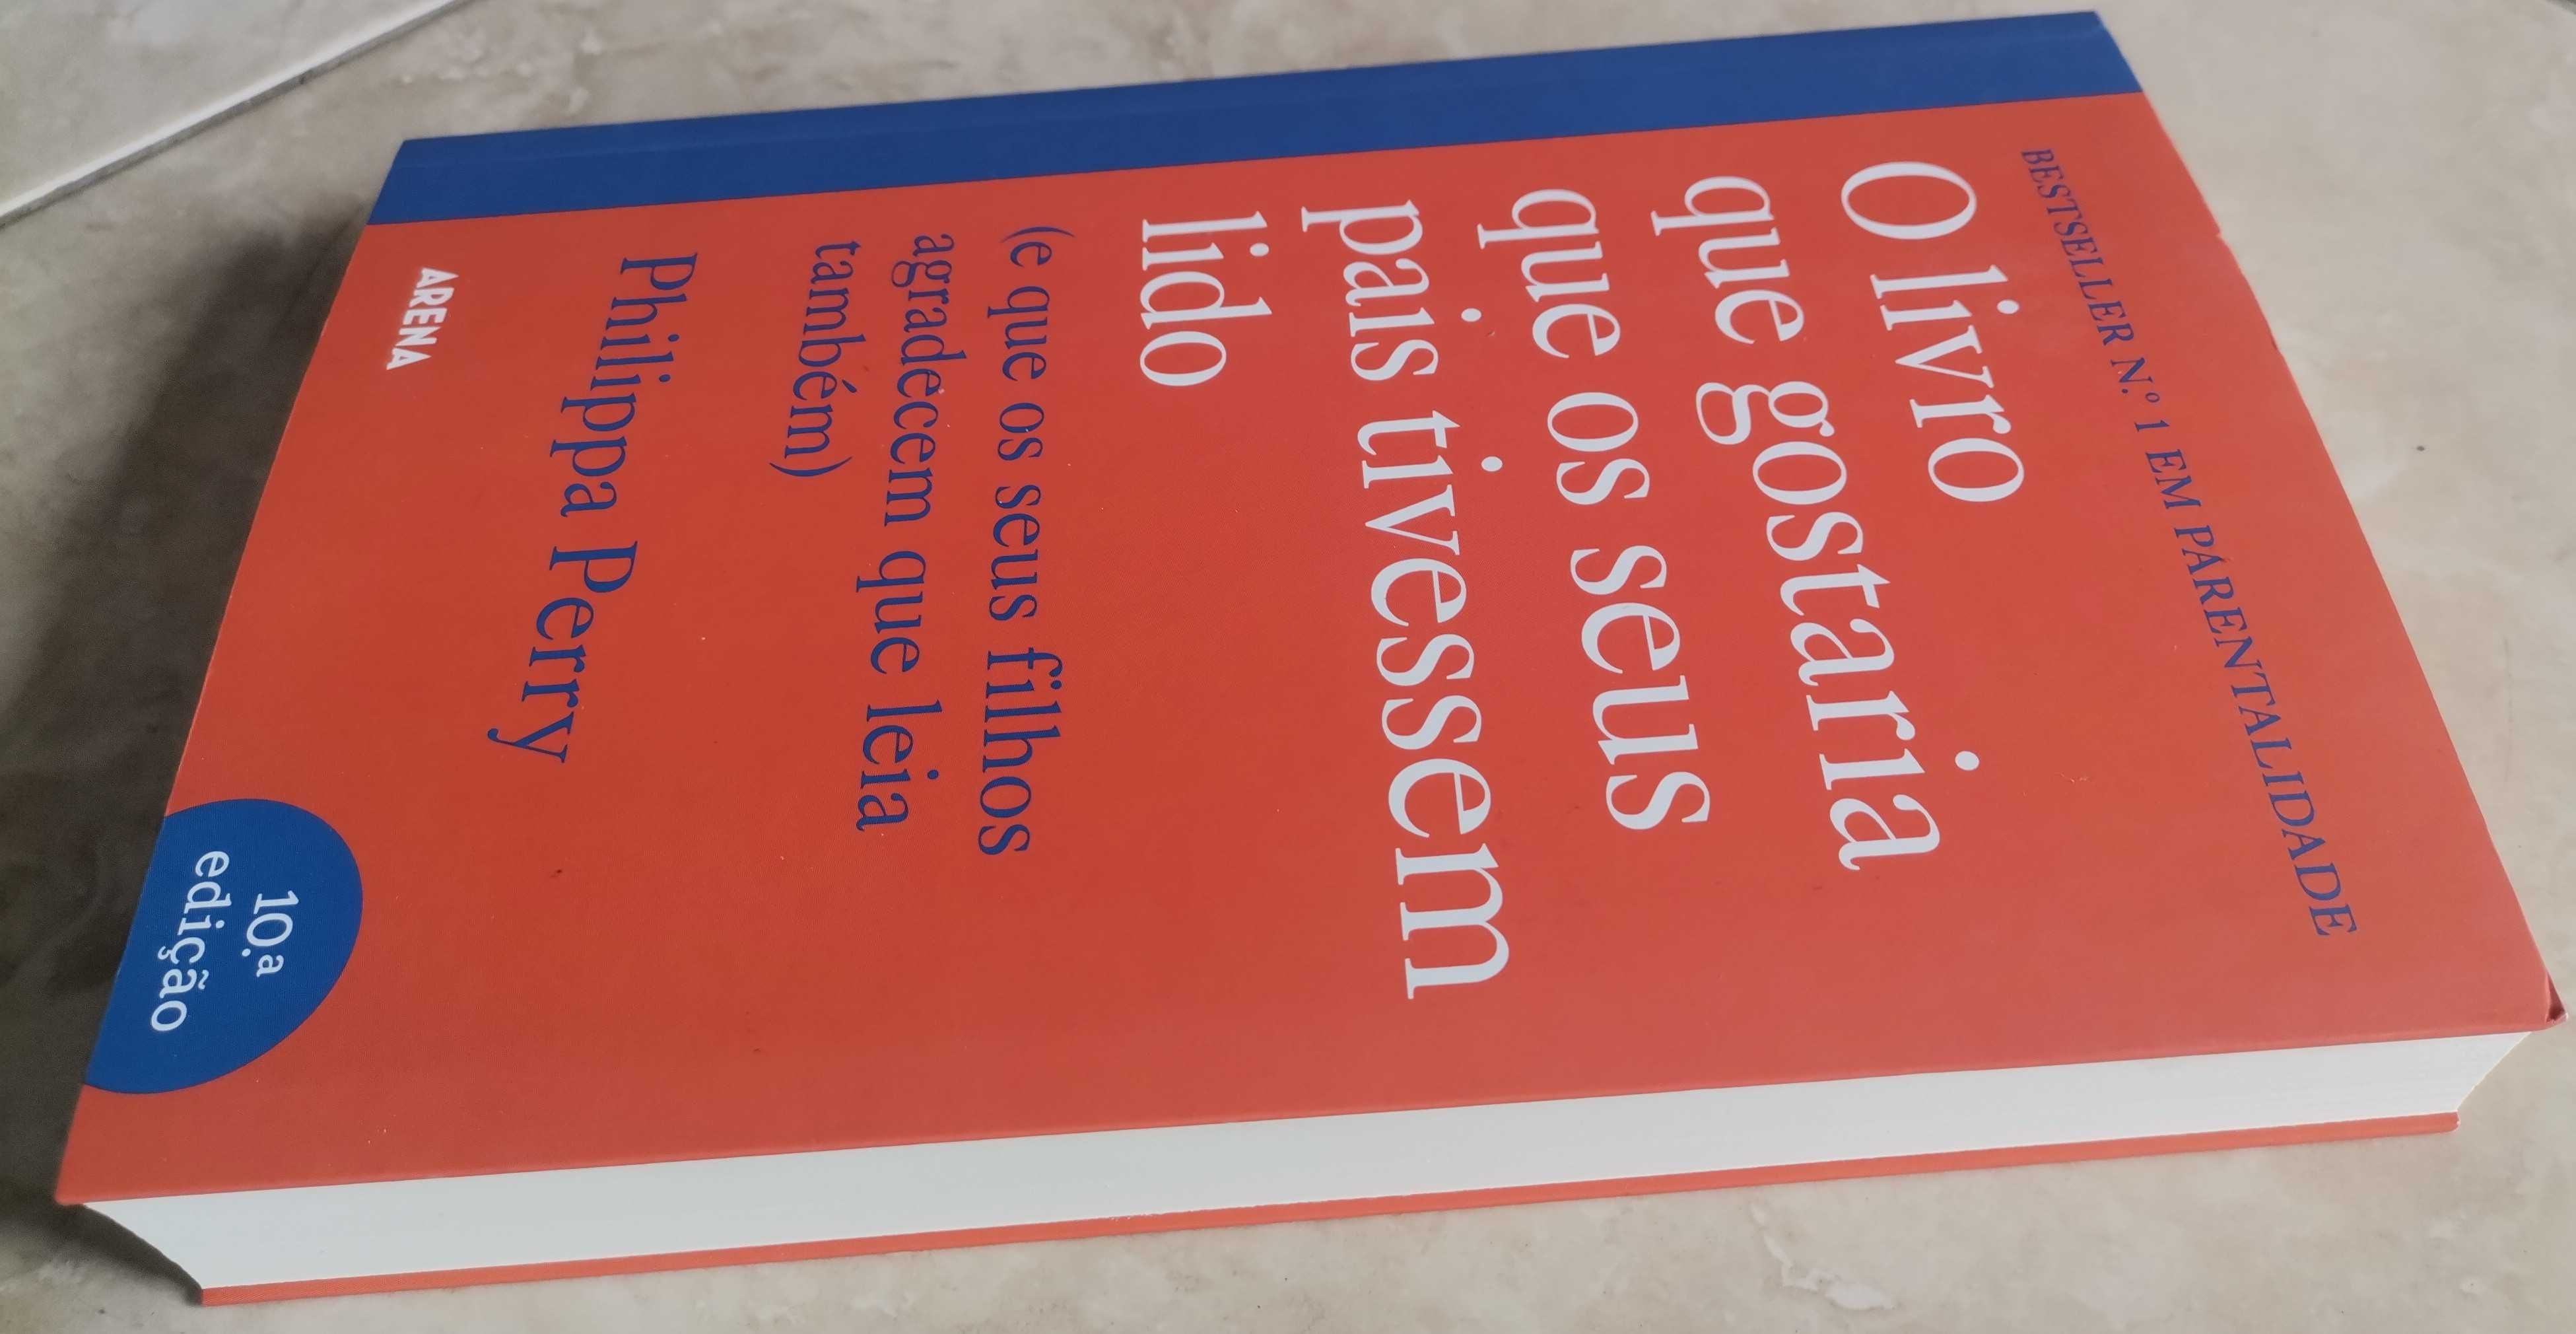 BESTSELLER N.º 1 EM PARENTALIDADE
O livro
que gostaria
que os seus
pais tivessem
lido
(e que os seus filhos
agradecem que leia
também)
Philippa Perry
ARENA
10.ª
edição